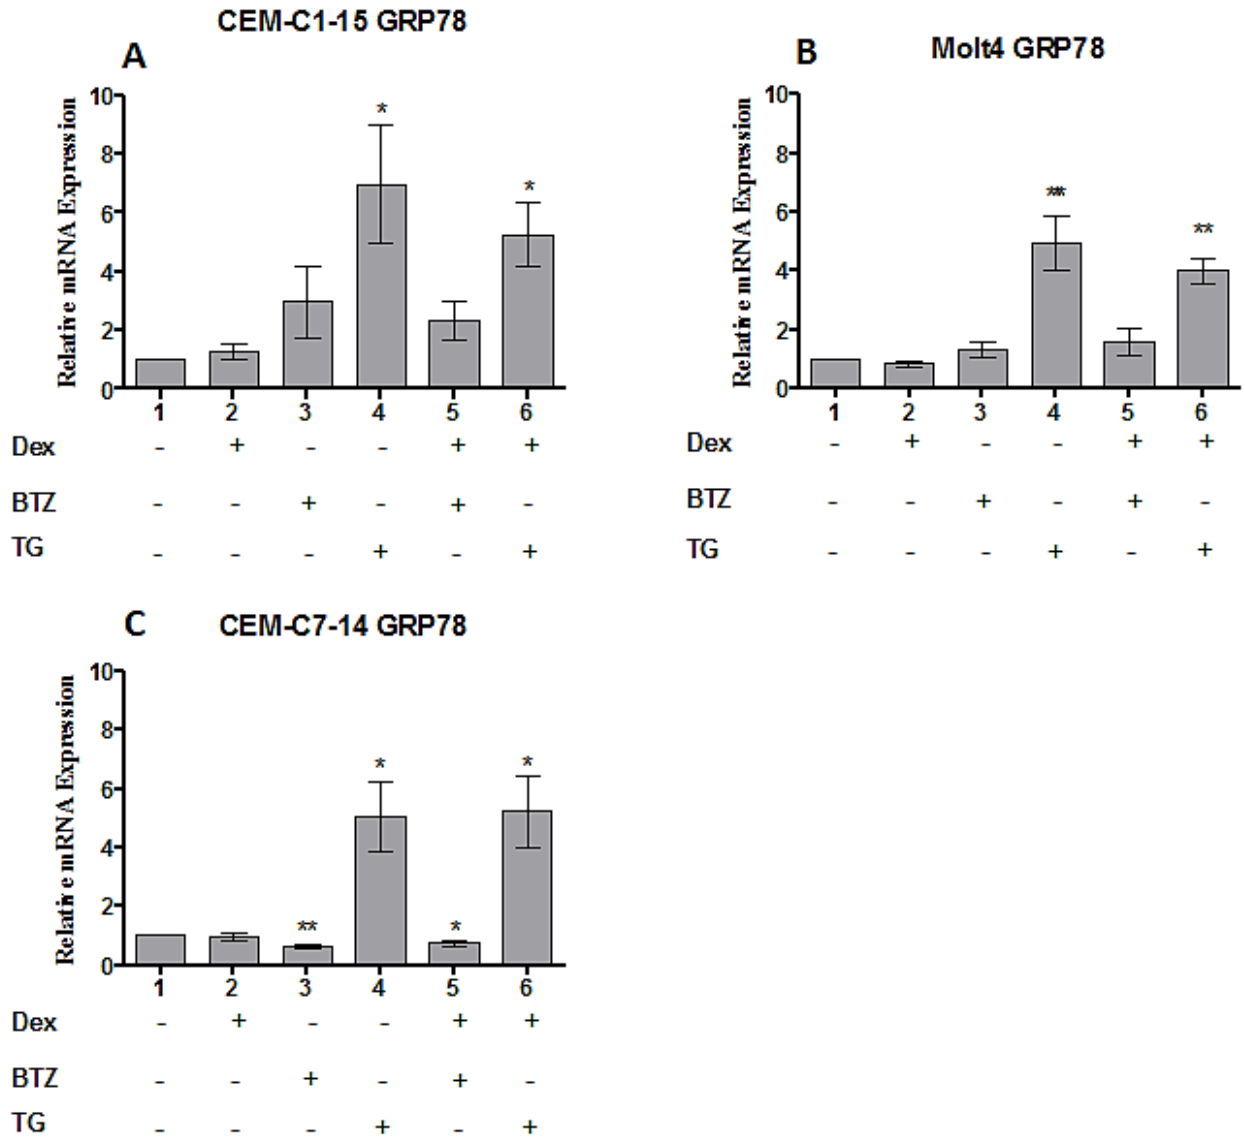 CEM-C1-15 GRP78
A
Relative mRNA Expression
10
8
6
4
2
0
*
*
1 2 3 4 5 6
Dex - + - - + +
BTZ - - + - + -
TG - - - + - +
B
Molt4 GRP78
Relative mRNA Expression
10
8
6
4
2
0
**
**
1 2 3 4 5 6
Dex - + - - + +
BTZ - - + - + -
TG - - - + - +
C
CEM-C7-14 GRP78
Relative mRNA Expression
10
8
6
4
2
0
**
*
*
*
1 2 3 4 5 6
Dex - + - - + +
BTZ - - + - + -
TG - - - + - +